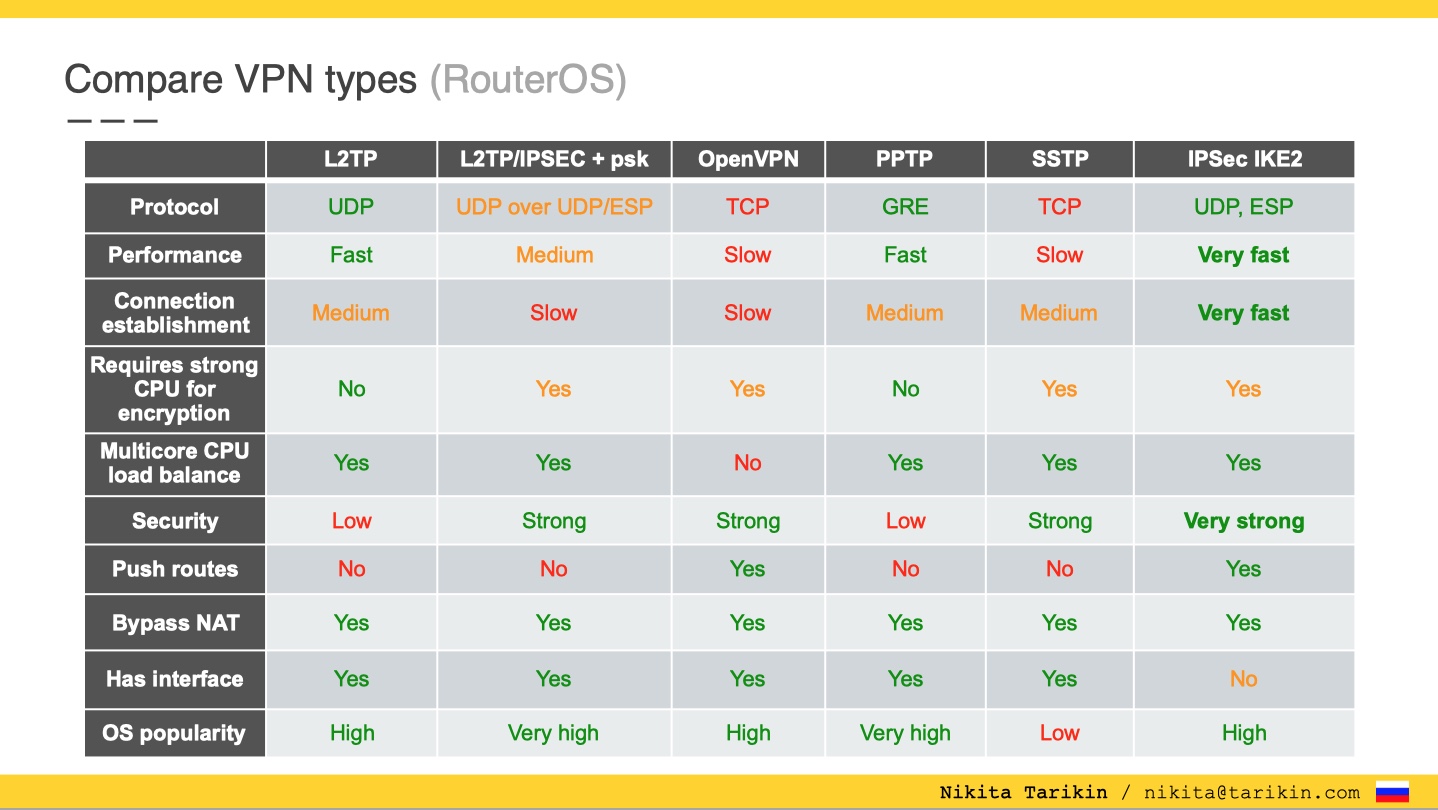 Compare VPN types (RouterOS)
L2TP L2TP/IPSEC + psk OpenVPN PPTP SSTP IPSec IKE2
Protocol UDP UDP over UDP/ESP TCP GRE TCP UDP, ESP
Performance Fast Medium Slow Fast Slow Very fast
Connection
establishment Medium Slow Slow Medium Medium Very fast
Requires strong
CPU for
encryption No Yes Yes No Yes Yes
Multicore CPU
load balance Yes Yes No Yes Yes Yes
Security Low Strong Strong Low Strong Very strong
Push routes No No Yes No No Yes
Bypass NAT Yes Yes Yes Yes Yes Yes
Has interface Yes Yes Yes Yes Yes No
OS popularity High Very high High Very high Low High
Nikita Tarikin / nikita@tarikin.com